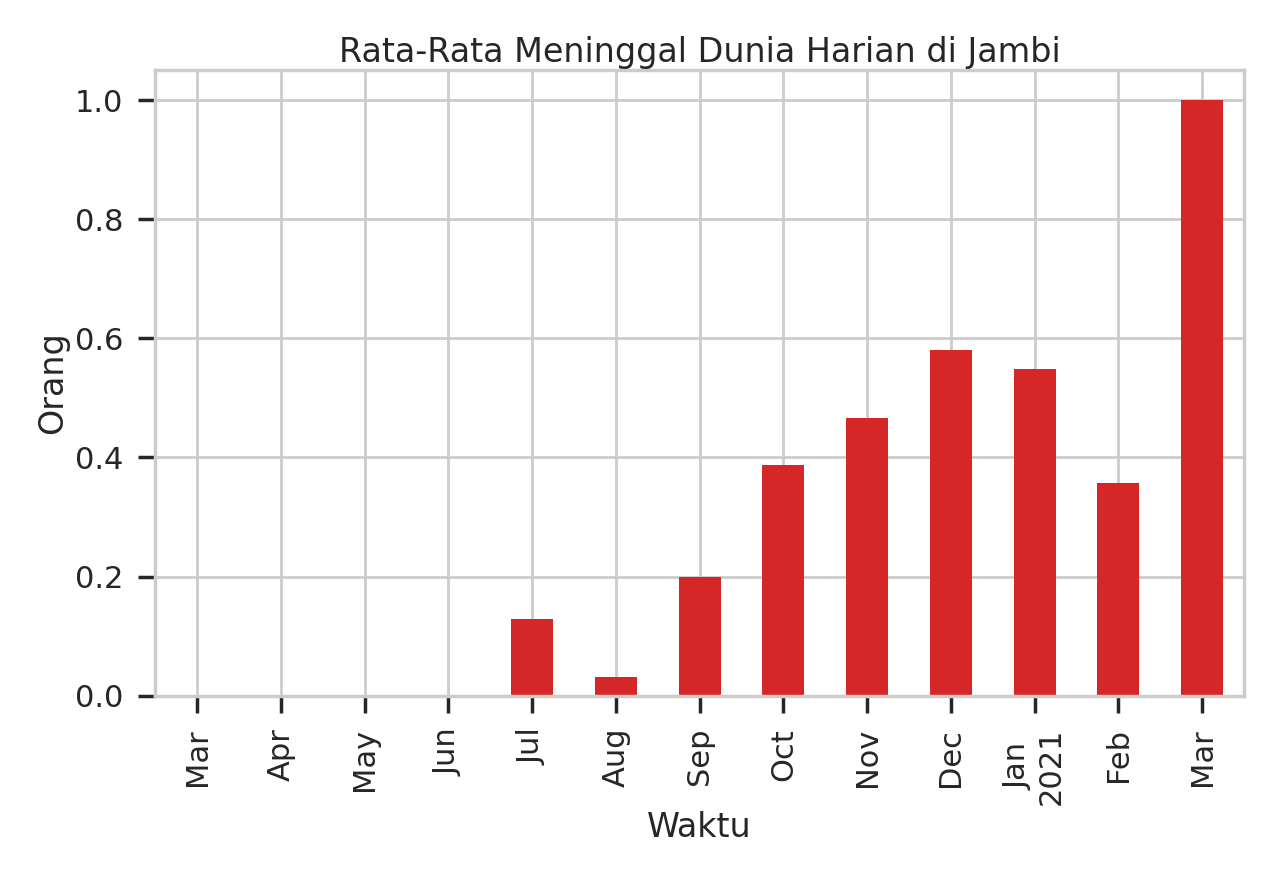 Rata-Rata Meninggal Dunia Harian di Jambi
1.0
0.8
0.6
0.4
0.2
0.0
Orang
Mar
Apr
May
Jun
Jul
Aug
Sep
Oct
Nov
Dec
Jan
2021
Feb
Mar
Waktu